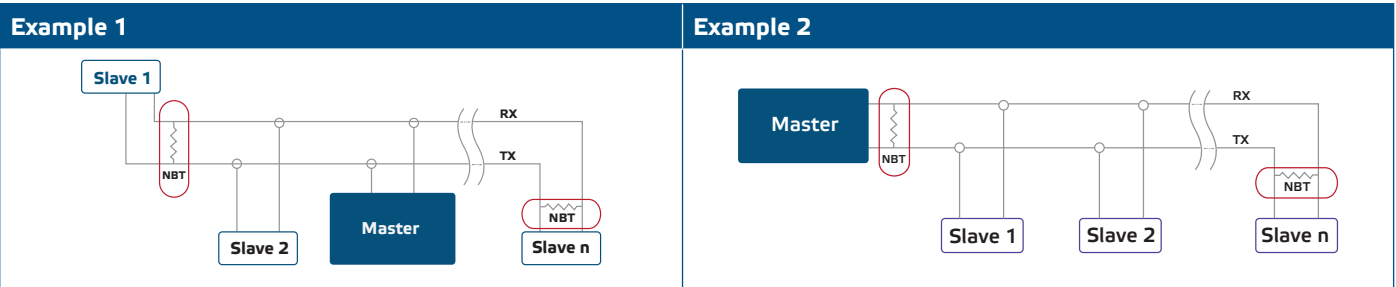 Example 1
Slave 1
RX
TX
NBT
NBT
Master
Slave 2
Slave n
Example 2
RX
Master
TX
NBT
NBT
Slave 1
Slave 2
Slave n